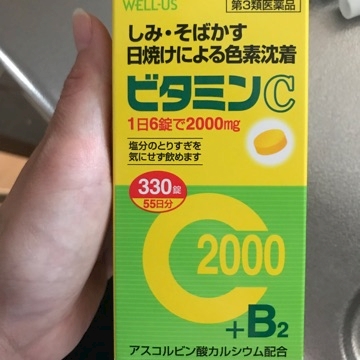 WELL-US
第3類医薬品
しみ・そばかす
日焼けによる色素沈着
ビタミンC
1日6錠で2000mg
塩分のとりすぎを
気にせず飲めます
330錠
55日分
C
2000
+B2
アスコルビン酸カルシウム配合